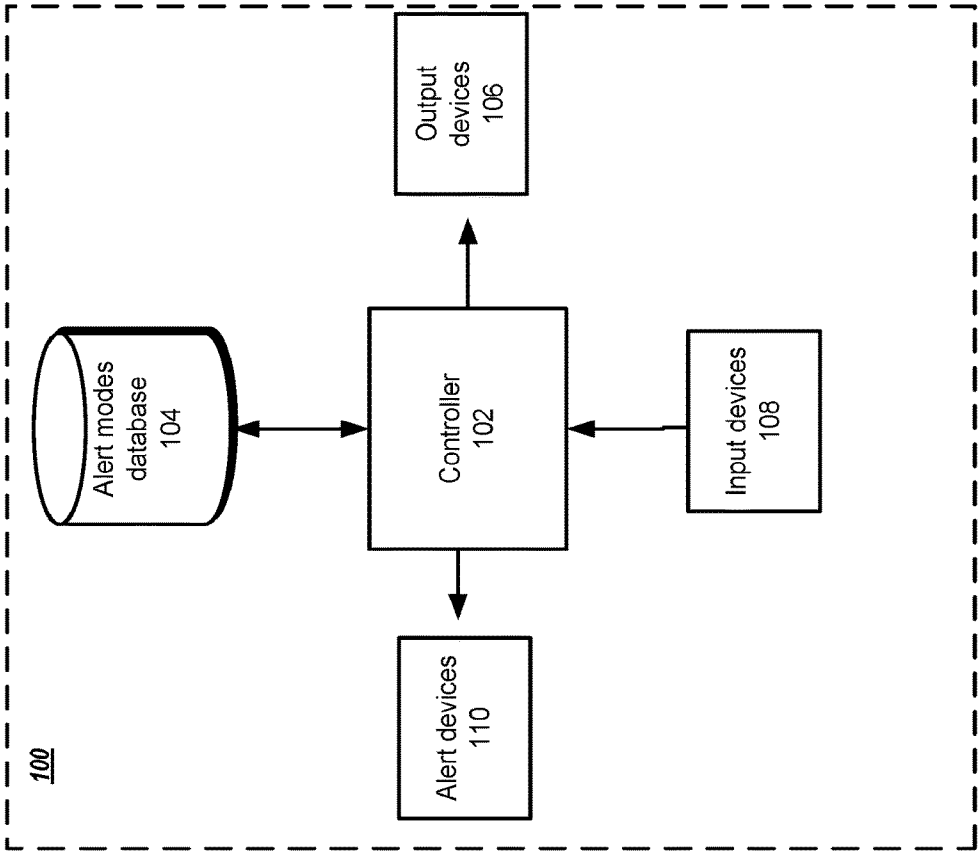 100
Alert modes
database
104
Output
devices
106
Controller
102
Alert devices
110
Input devices
108